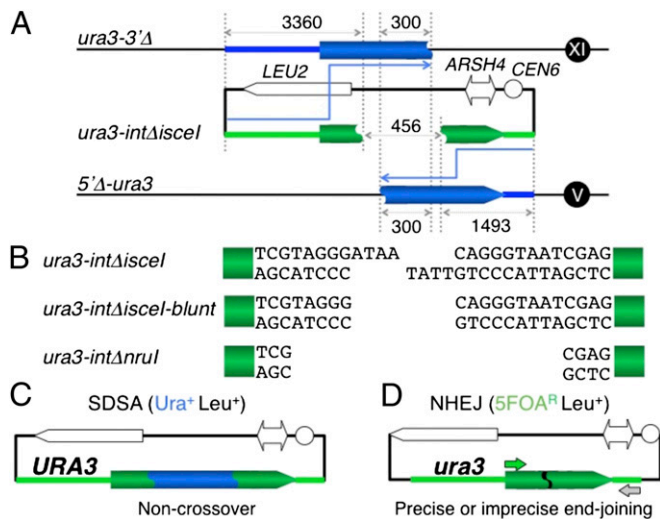 A
3360
300
ura3-3'Δ
XI
LEU2
ARSH4
CEN6
ura3-intΔisceI
456
5'Δ-ura3
V
300
1493
B
ura3-intΔisceI
TCGTAGGGATAA CAGGGTAATCGAG
AGCATCCC TATTGTCCCATTAGCTC
ura3-intΔisceI-blunt
TCGTAGGG CAGGGTAATCGAG
AGCATCCC GTCCCATTAGCTC
ura3-intΔnruI
TCG CGAG
AGC GCTC
C
SDSA (Ura⁺ Leu⁺)
URA3
Non-crossover
D
NHEJ (5FOAᴿ Leu⁺)
ura3
Precise or imprecise end-joining